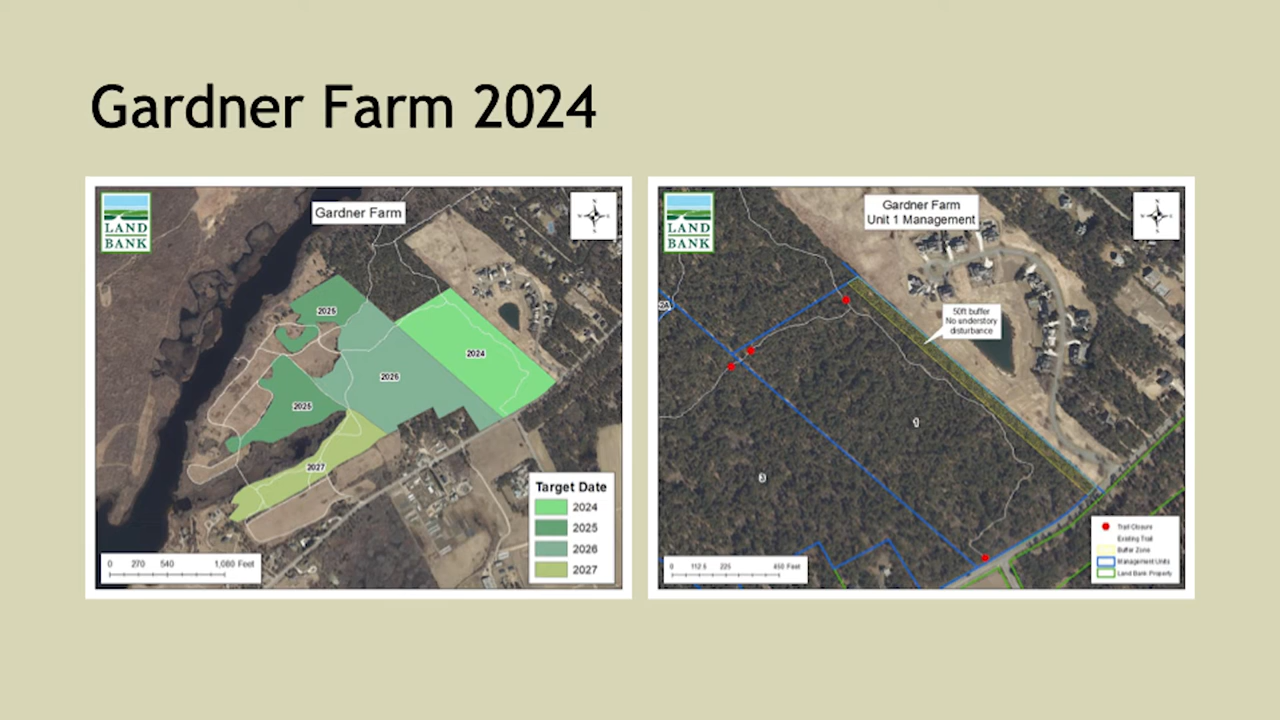 Gardner Farm 2024
LAND
BANK
Gardner Farm
N
2025
2024
2026
2025
2027
Target Date
2024
2025
2026
2027
0 270 540 1,080 Feet
LAND
BANK
Gardner Farm
Unit 1 Management
N
2A
50ft buffer
No understory
disturbance
1
3
Trail Closure
Existing Trail
Buffer Zone
Management Units
Land Bank Property
0 112.5 225 450 Feet